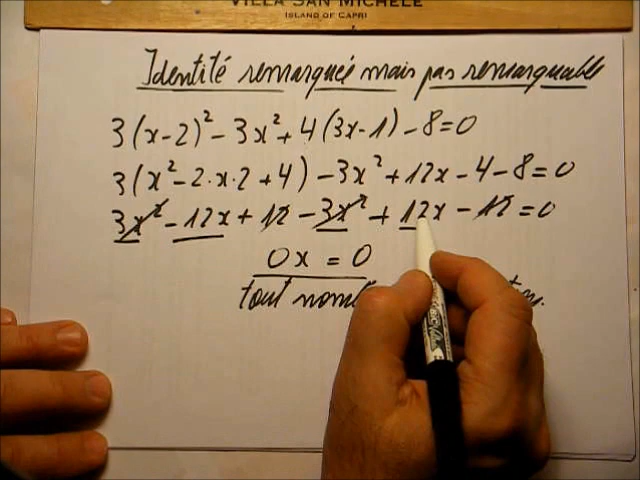 VILLA SAN MICHELE
ISLAND OF CAPRI
Identité remarquée mais pas remarquable
3(x-2)² - 3x² + 4(3x-1) - 8 = 0
3(x² - 2·x·2 + 4) - 3x² + 12x - 4 - 8 = 0
3x² - 12x + 12 - 3x² + 12x - 12 = 0
0x = 0
tout